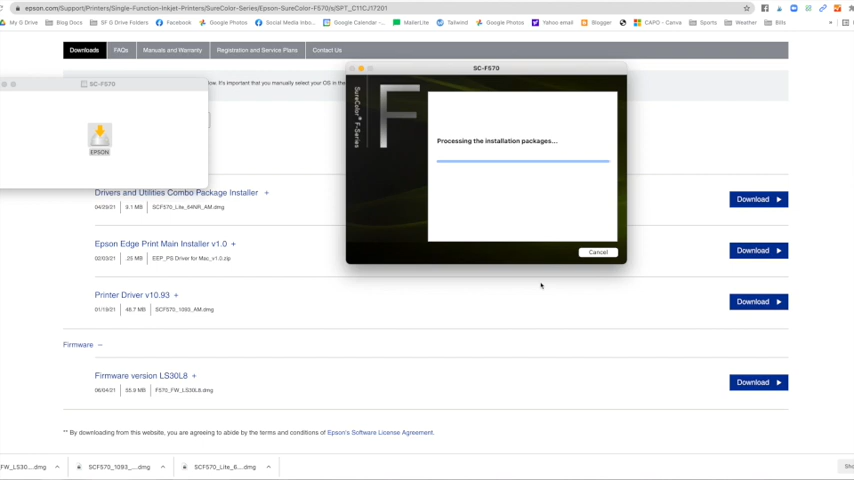 epson.com/Support/Printers/Single-Function-Inkjet-Printers/SureColor-Series/Epson-SureColor-F570/s/SPT_C11CJ17201
My G Drive Blog Docs SF G Drive Folders Facebook Google Photos Social Media Inbo... Google Calendar -... MailerLite Tailwind Google Photos Yahoo email Blogger CAPO - Canva Sports Weather Bills »
Downloads FAQs Manuals and Warranty Registration and Service Plans Contact Us
SC-F570
EPSON
low. It's important that you manually select your OS in the
SC-F570
SureColor® F-Series
F
Processing the installation packages...
Cancel
Drivers and Utilities Combo Package Installer +
04/29/21 9.1 MB SCF570_Lite_64NR_AM.dmg
Download
Epson Edge Print Main Installer v1.0 +
02/03/21 .25 MB EEP_PS Driver for Mac_v1.0.zip
Download
Printer Driver v10.93 +
01/19/21 48.7 MB SCF570_1093_AM.dmg
Download
Firmware –
Firmware version LS30L8 +
06/04/21 55.9 MB F570_FW_LS30L8.dmg
Download
** By downloading from this website, you are agreeing to abide by the terms and conditions of Epson's Software License Agreement.
_FW_LS30....dmg SCF570_1093_....dmg SCF570_Lite_6....dmg